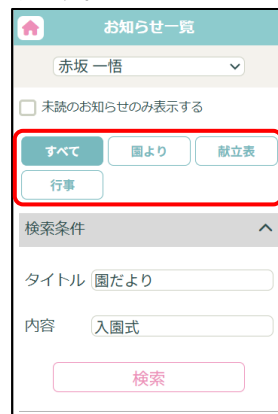 お知らせ一覧
赤坂 一悟
未読のお知らせのみ表示する
すべて 園より 献立表
行事
検索条件
タイトル 園だより
内容 入園式
検索